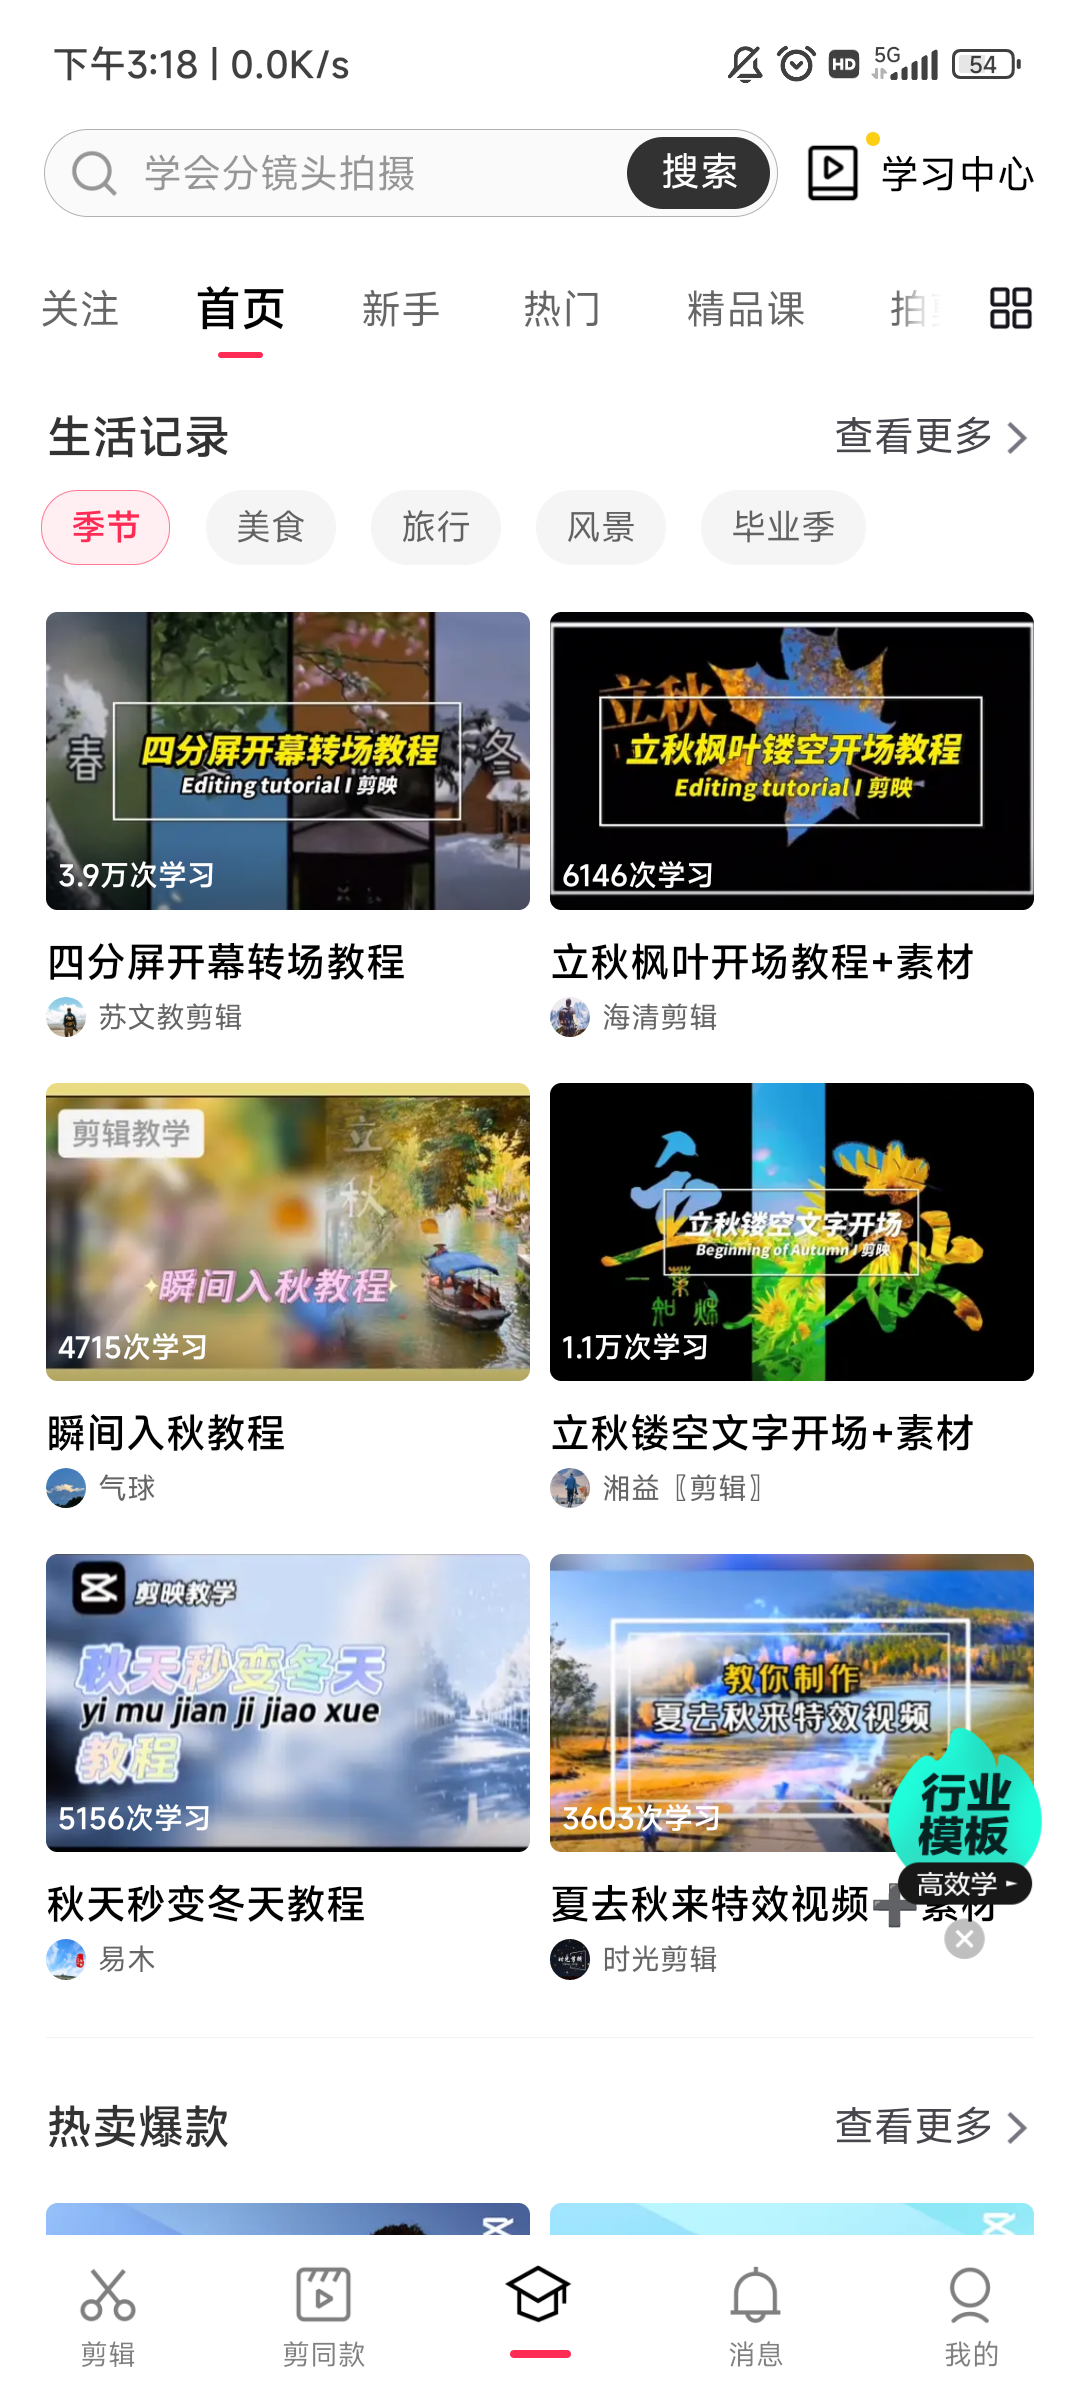 下午3:18 | 0.0K/s
HD
5G
54
学会分镜头拍摄
搜索
学习中心
关注
首页
新手
热门
精品课
拍
生活记录
查看更多
季节
美食
旅行
风景
毕业季
春
冬
四分屏开幕转场教程
Editing tutorial I 剪映
3.9万次学习
立秋
立秋枫叶镂空开场教程
Editing tutorial I 剪映
6146次学习
四分屏开幕转场教程
立秋枫叶开场教程+素材
苏文教剪辑
海清剪辑
剪辑教学
立
秋
瞬间入秋教程
4715次学习
立秋
立秋镂空文字开场
Beginning of Autumn I 剪映
一叶
知
1.1万次学习
瞬间入秋教程
立秋镂空文字开场+素材
气球
湘益〖剪辑〗
剪映教学
秋天秒变冬天
yi mu jian ji jiao xue
教程
5156次学习
教你制作
夏去秋来特效视频
3603次学习
行业
模板
高效学
秋天秒变冬天教程
夏去秋来特效视频➕素材
易木
时光剪辑
热卖爆款
查看更多
剪辑
剪同款
消息
我的